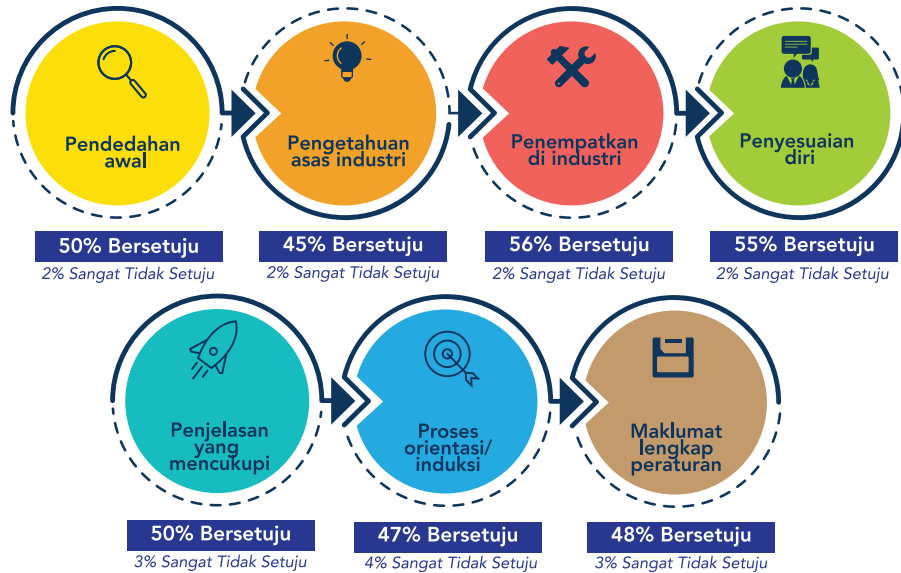 Pendedahan
awal
Pengetahuan
asas industri
Penempatkan
di industri
Penyesuaian
diri
50% Bersetuju
45% Bersetuju
56% Bersetuju
55% Bersetuju
2% Sangat Tidak Setuju
2% Sangat Tidak Setuju
2% Sangat Tidak Setuju
2% Sangat Tidak Setuju
Penjelasan
yang
mencukupi
Proses
orientasi/
induksi
Maklumat
lengkap
peraturan
50% Bersetuju
47% Bersetuju
48% Bersetuju
3% Sangat Tidak Setuju
4% Sangat Tidak Setuju
3% Sangat Tidak Setuju